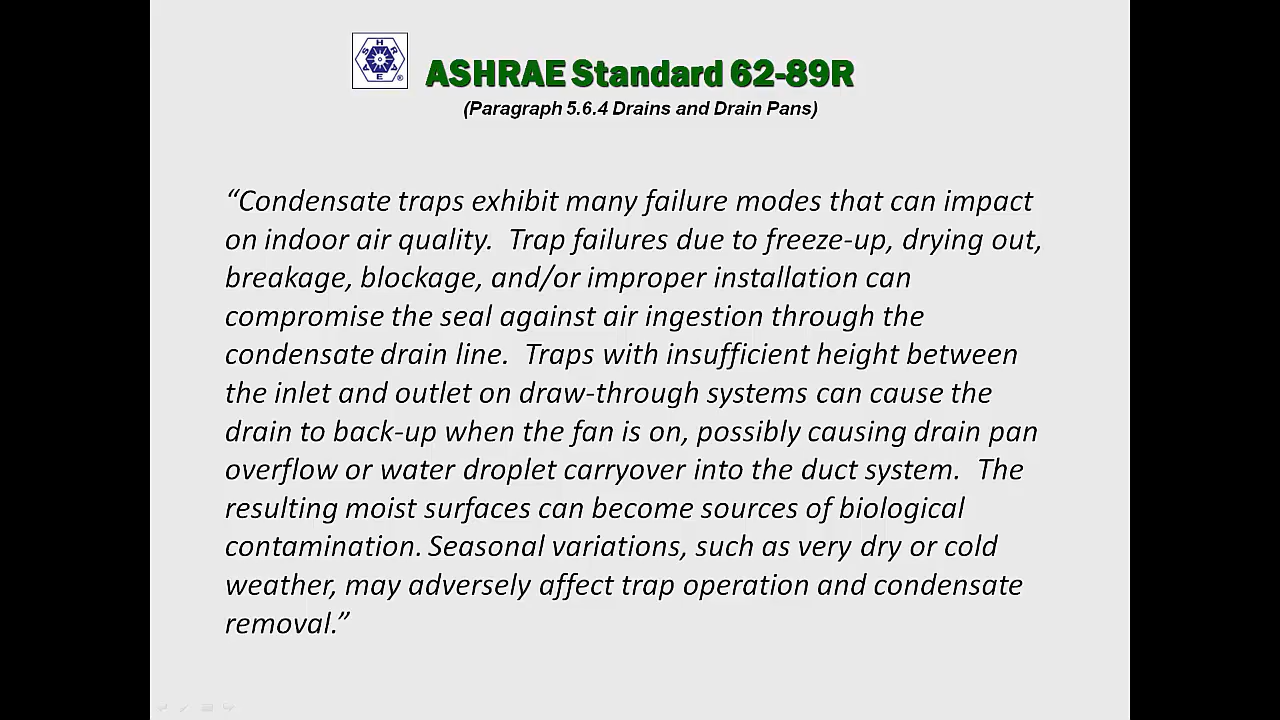 ASHRAE
®
ASHRAE Standard 62-89R
(Paragraph 5.6.4 Drains and Drain Pans)
“Condensate traps exhibit many failure modes that can impact
on indoor air quality.  Trap failures due to freeze-up, drying out,
breakage, blockage, and/or improper installation can
compromise the seal against air ingestion through the
condensate drain line.  Traps with insufficient height between
the inlet and outlet on draw-through systems can cause the
drain to back-up when the fan is on, possibly causing drain pan
overflow or water droplet carryover into the duct system.  The
resulting moist surfaces can become sources of biological
contamination. Seasonal variations, such as very dry or cold
weather, may adversely affect trap operation and condensate
removal.”